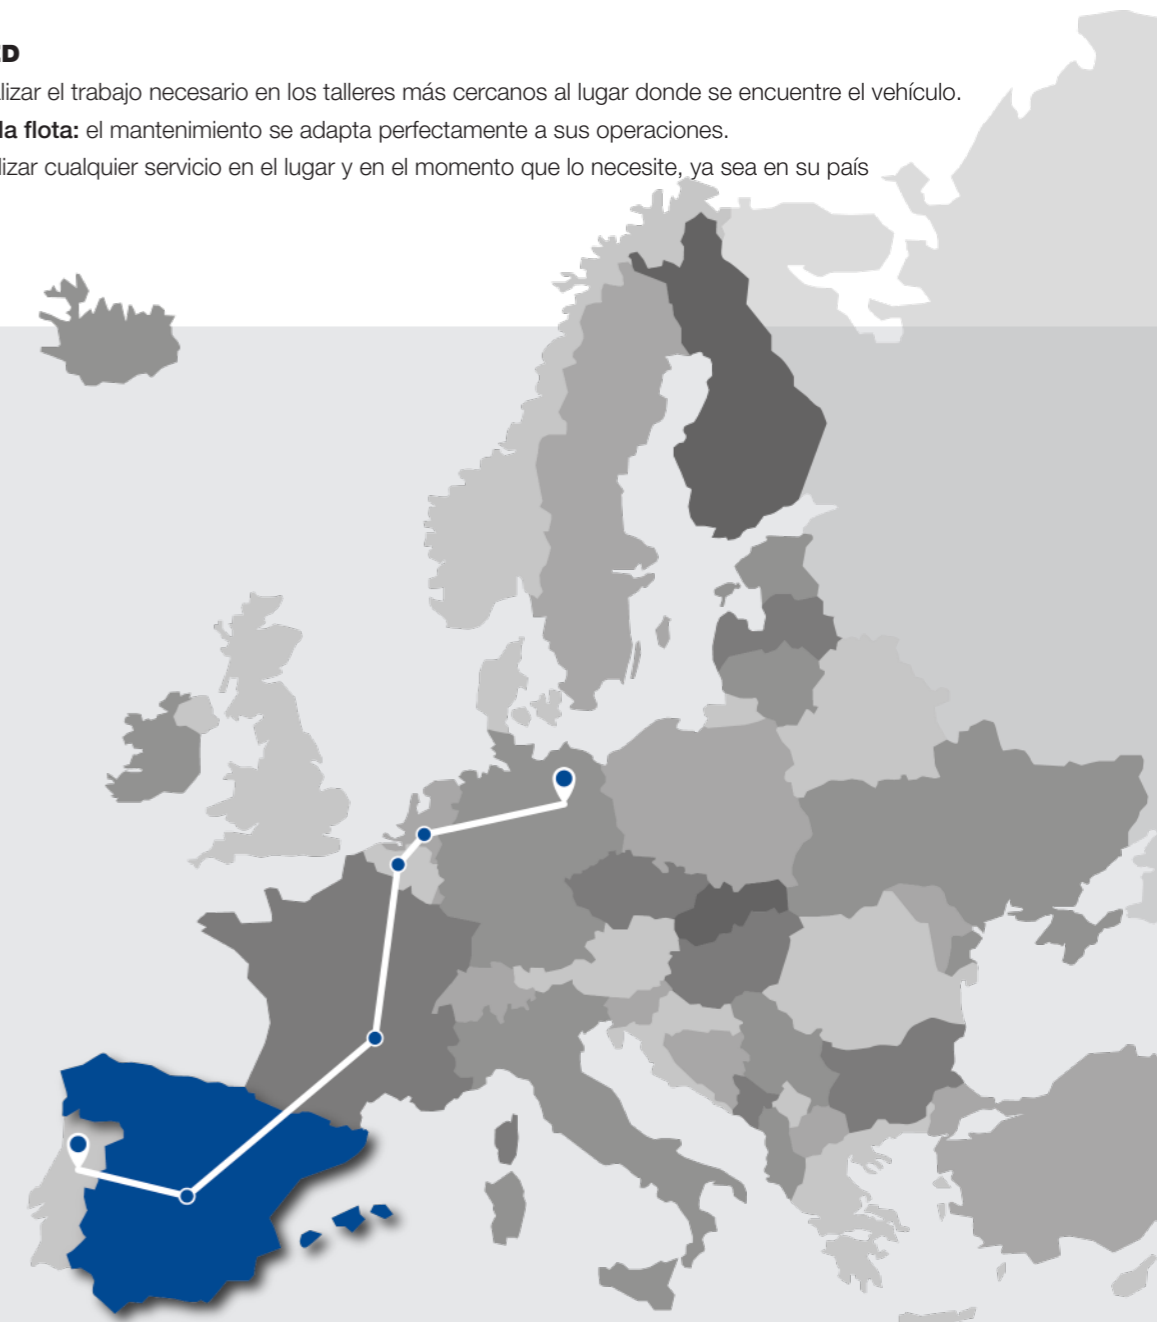 ED
lizar el trabajo necesario en los talleres más cercanos al lugar donde se encuentre el vehículo.
la flota: el mantenimiento se adapta perfectamente a sus operaciones.
lizar cualquier servicio en el lugar y en el momento que lo necesite, ya sea en su país